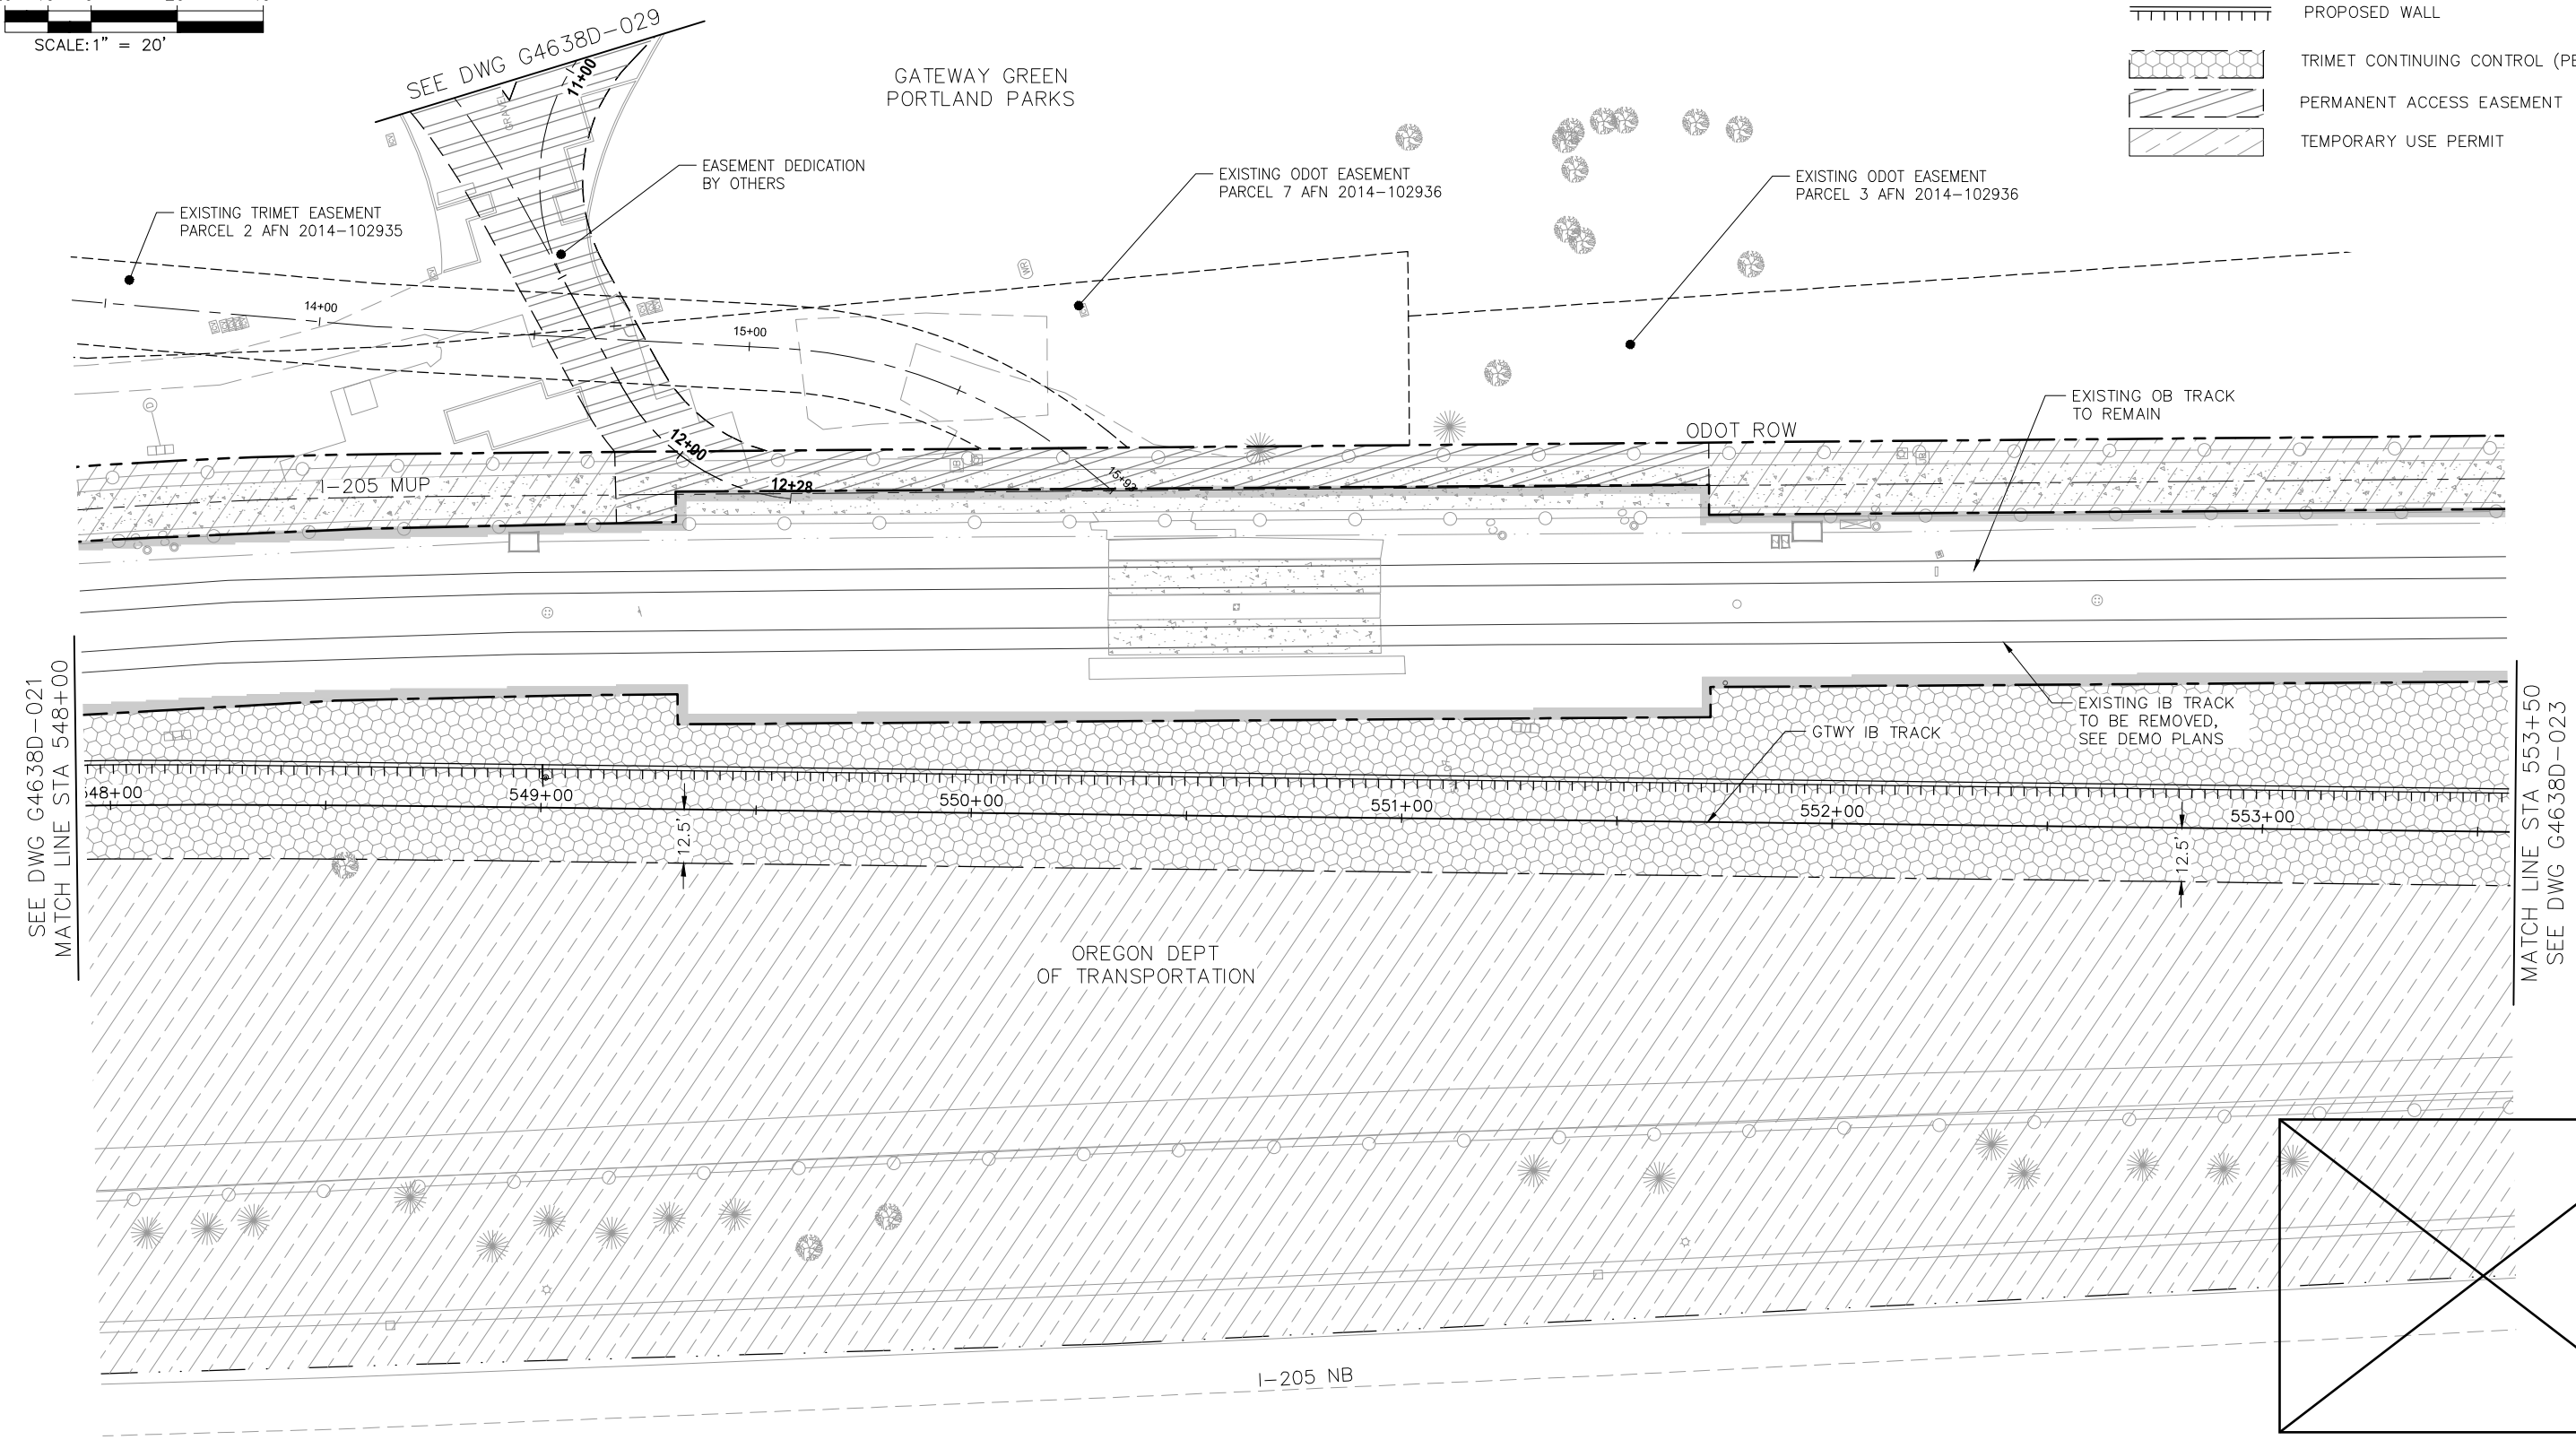 SCALE: 1" = 20'
SEE DWG G4638D-029
11+00
GRAVEL
GATEWAY GREEN
PORTLAND PARKS
PROPOSED WALL
TRIMET CONTINUING CONTROL (PE
PERMANENT ACCESS EASEMENT
TEMPORARY USE PERMIT
EASEMENT DEDICATION
BY OTHERS
EXISTING ODOT EASEMENT
PARCEL 7 AFN 2014-102936
EXISTING ODOT EASEMENT
PARCEL 3 AFN 2014-102936
EXISTING TRIMET EASEMENT
PARCEL 2 AFN 2014-102935
WR
14+00
15+00
EXISTING OB TRACK
TO REMAIN
ODOT ROW
12+00
I-205 MUP
12+28
15+92
SEE DWG G4638D-021
MATCH LINE STA 548+00
EXISTING IB TRACK
TO BE REMOVED,
SEE DEMO PLANS
GTWY IB TRACK
548+00
549+00
550+00
551+00
552+00
553+00
12.5'
12.5'
MATCH LINE STA 553+50
SEE DWG G4638D-023
OREGON DEPT
OF TRANSPORTATION
I-205 NB